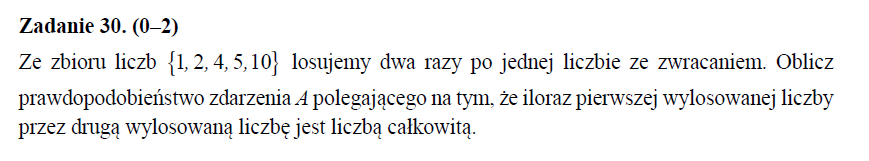 Zadanie 30. (0–2)
Ze zbioru liczb {1, 2, 4, 5, 10} losujemy dwa razy po jednej liczbie ze zwracaniem. Oblicz
prawdopodobieństwo zdarzenia A polegającego na tym, że iloraz pierwszej wylosowanej liczby
przez drugą wylosowaną liczbę jest liczbą całkowitą.